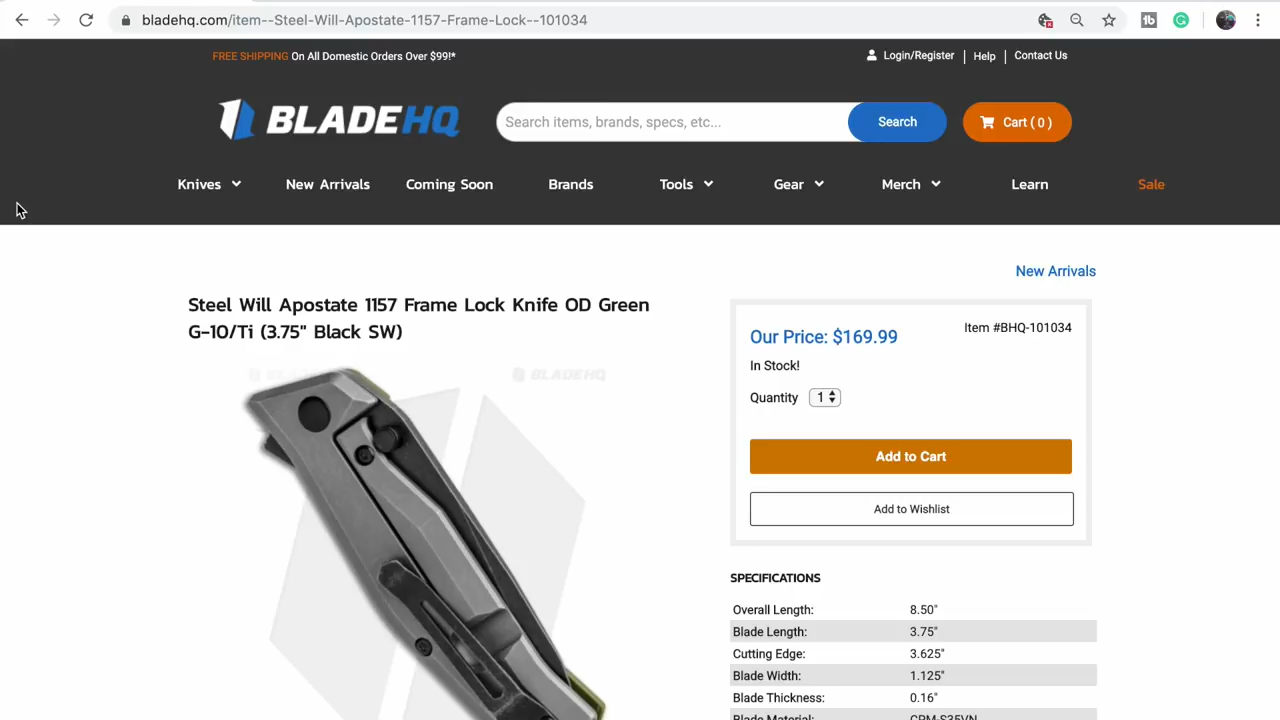 bladehq.com/item--Steel-Will-Apostate-1157-Frame-Lock--101034
FREE SHIPPING On All Domestic Orders Over $99!*
Login/Register | Help | Contact Us
BLADEHQ
Search items, brands, specs, etc...
Search
Cart ( 0 )
Knives
New Arrivals
Coming Soon
Brands
Tools
Gear
Merch
Learn
Sale
New Arrivals
Steel Will Apostate 1157 Frame Lock Knife OD Green
G-10/Ti (3.75" Black SW)
BLADEHQ
Our Price: $169.99
Item #BHQ-101034
In Stock!
Quantity 1
Add to Cart
Add to Wishlist
SPECIFICATIONS
Overall Length: 8.50"
Blade Length: 3.75"
Cutting Edge: 3.625"
Blade Width: 1.125"
Blade Thickness: 0.16"
Blade Material: CPM-S35VN